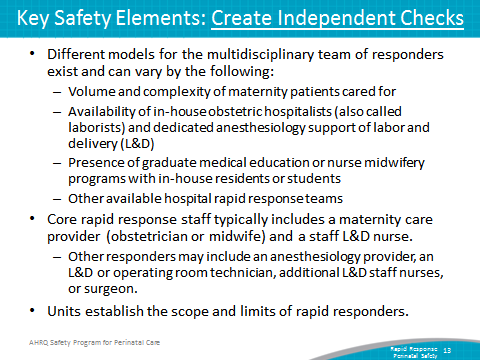 Key Safety Elements: Create Independent Checks
• Different models for the multidisciplinary team of responders
exist and can vary by the following:
– Volume and complexity of maternity patients cared for
– Availability of in-house obstetric hospitalists (also called
laborists) and dedicated anesthesiology support of labor and
delivery (L&D)
– Presence of graduate medical education or nurse midwifery
programs with in-house residents or students
– Other available hospital rapid response teams
• Core rapid response staff typically includes a maternity care
provider (obstetrician or midwife) and a staff L&D nurse.
– Other responders may include an anesthesiology provider, an
L&D or operating room technician, additional L&D staff nurses,
or surgeon.
• Units establish the scope and limits of rapid responders.
AHRQ Safety Program for Perinatal Care
Rapid Response 13
Perinatal Safety